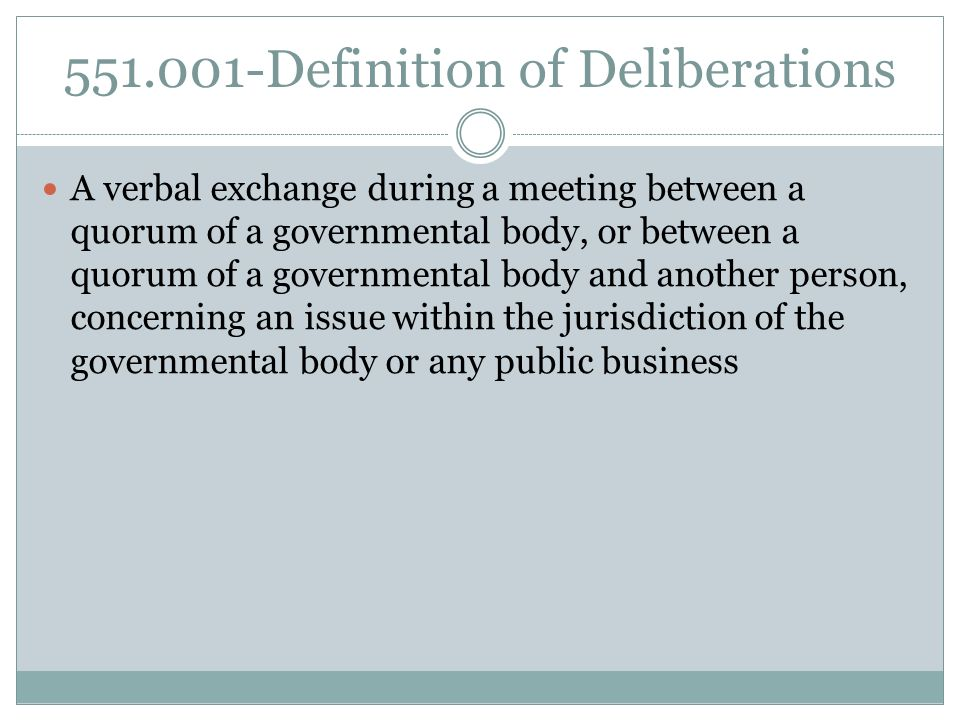 551.001-Definition of Deliberations
A verbal exchange during a meeting between a
quorum of a governmental body, or between a
quorum of a governmental body and another person,
concerning an issue within the jurisdiction of the
governmental body or any public business